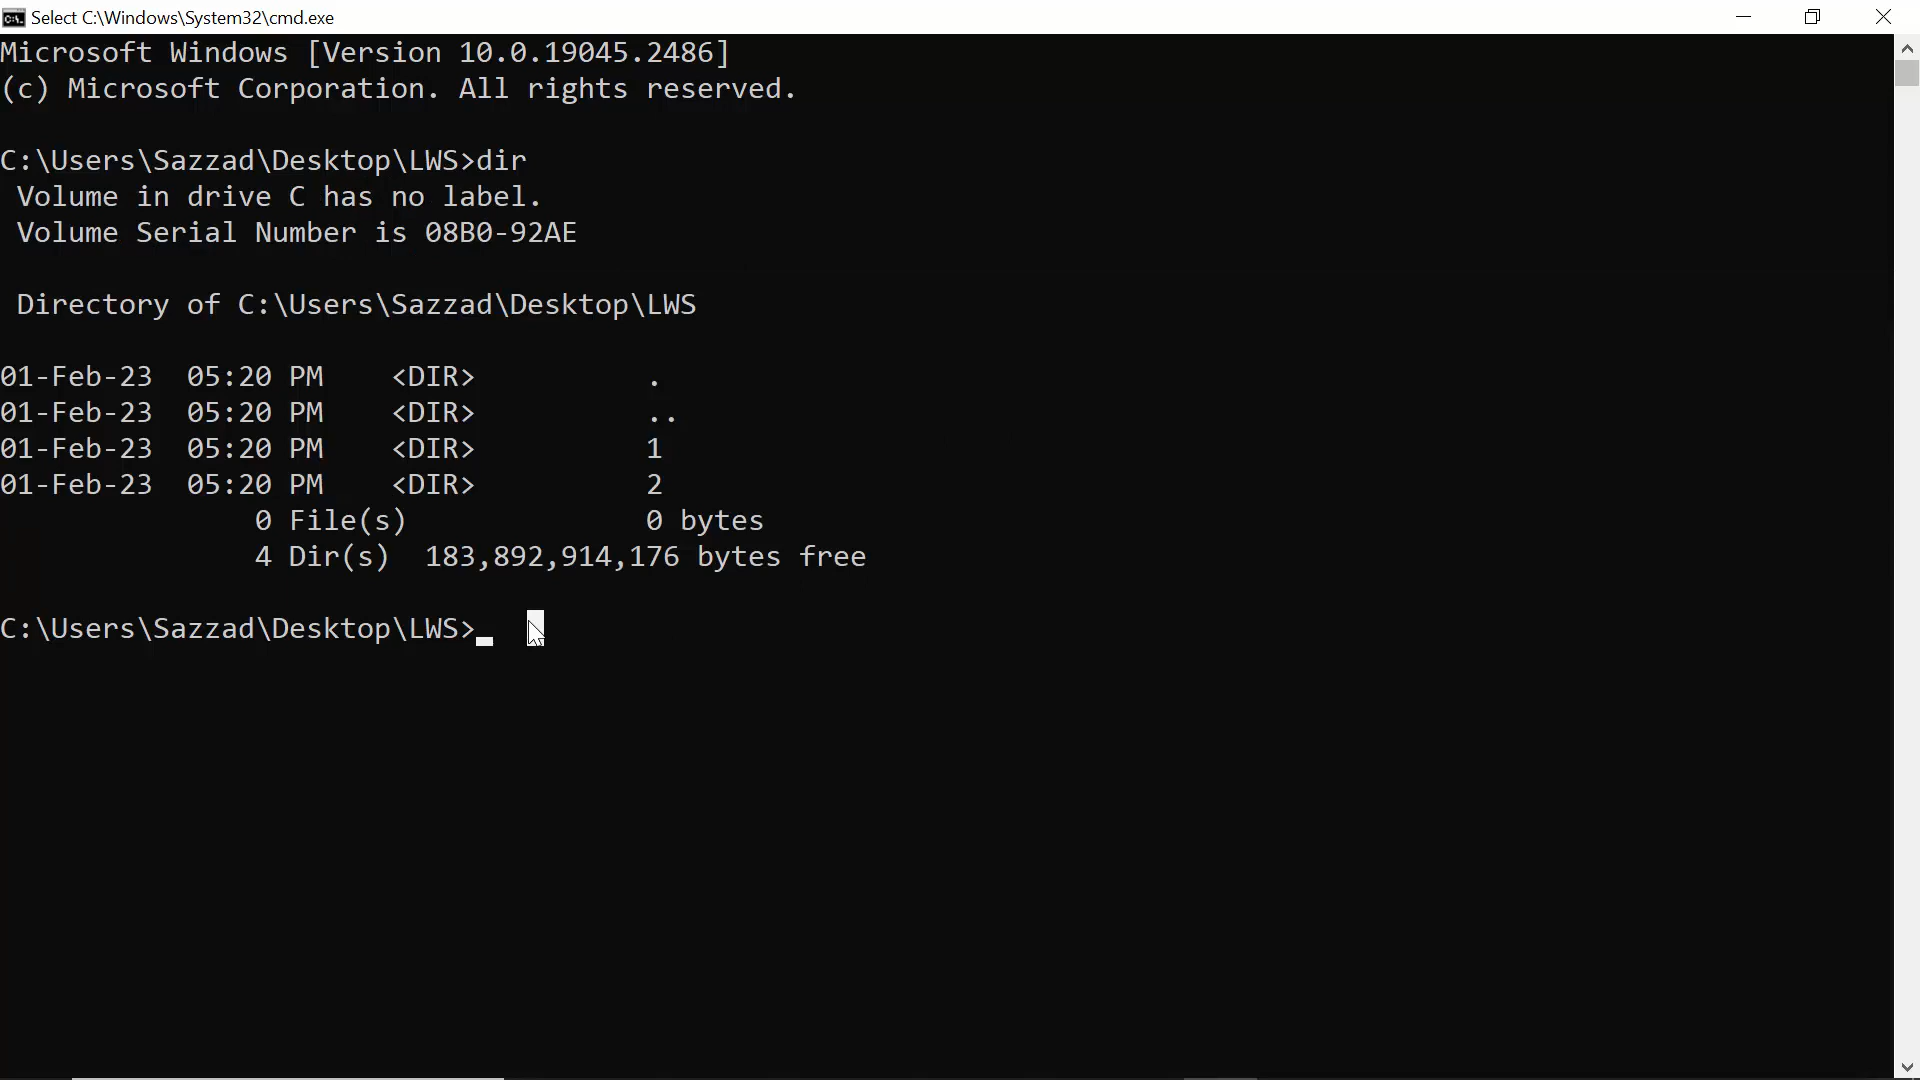 Select C:\Windows\System32\cmd.exe
Microsoft Windows [Version 10.0.19045.2486]
(c) Microsoft Corporation. All rights reserved.
C:\Users\Sazzad\Desktop\LWS>dir
Volume in drive C has no label.
Volume Serial Number is 08B0-92AE
Directory of C:\Users\Sazzad\Desktop\LWS
01-Feb-23  05:20 PM    <DIR>          .
01-Feb-23  05:20 PM    <DIR>          ..
01-Feb-23  05:20 PM    <DIR>          1
01-Feb-23  05:20 PM    <DIR>          2
0 File(s)              0 bytes
4 Dir(s)  183,892,914,176 bytes free
C:\Users\Sazzad\Desktop\LWS>_